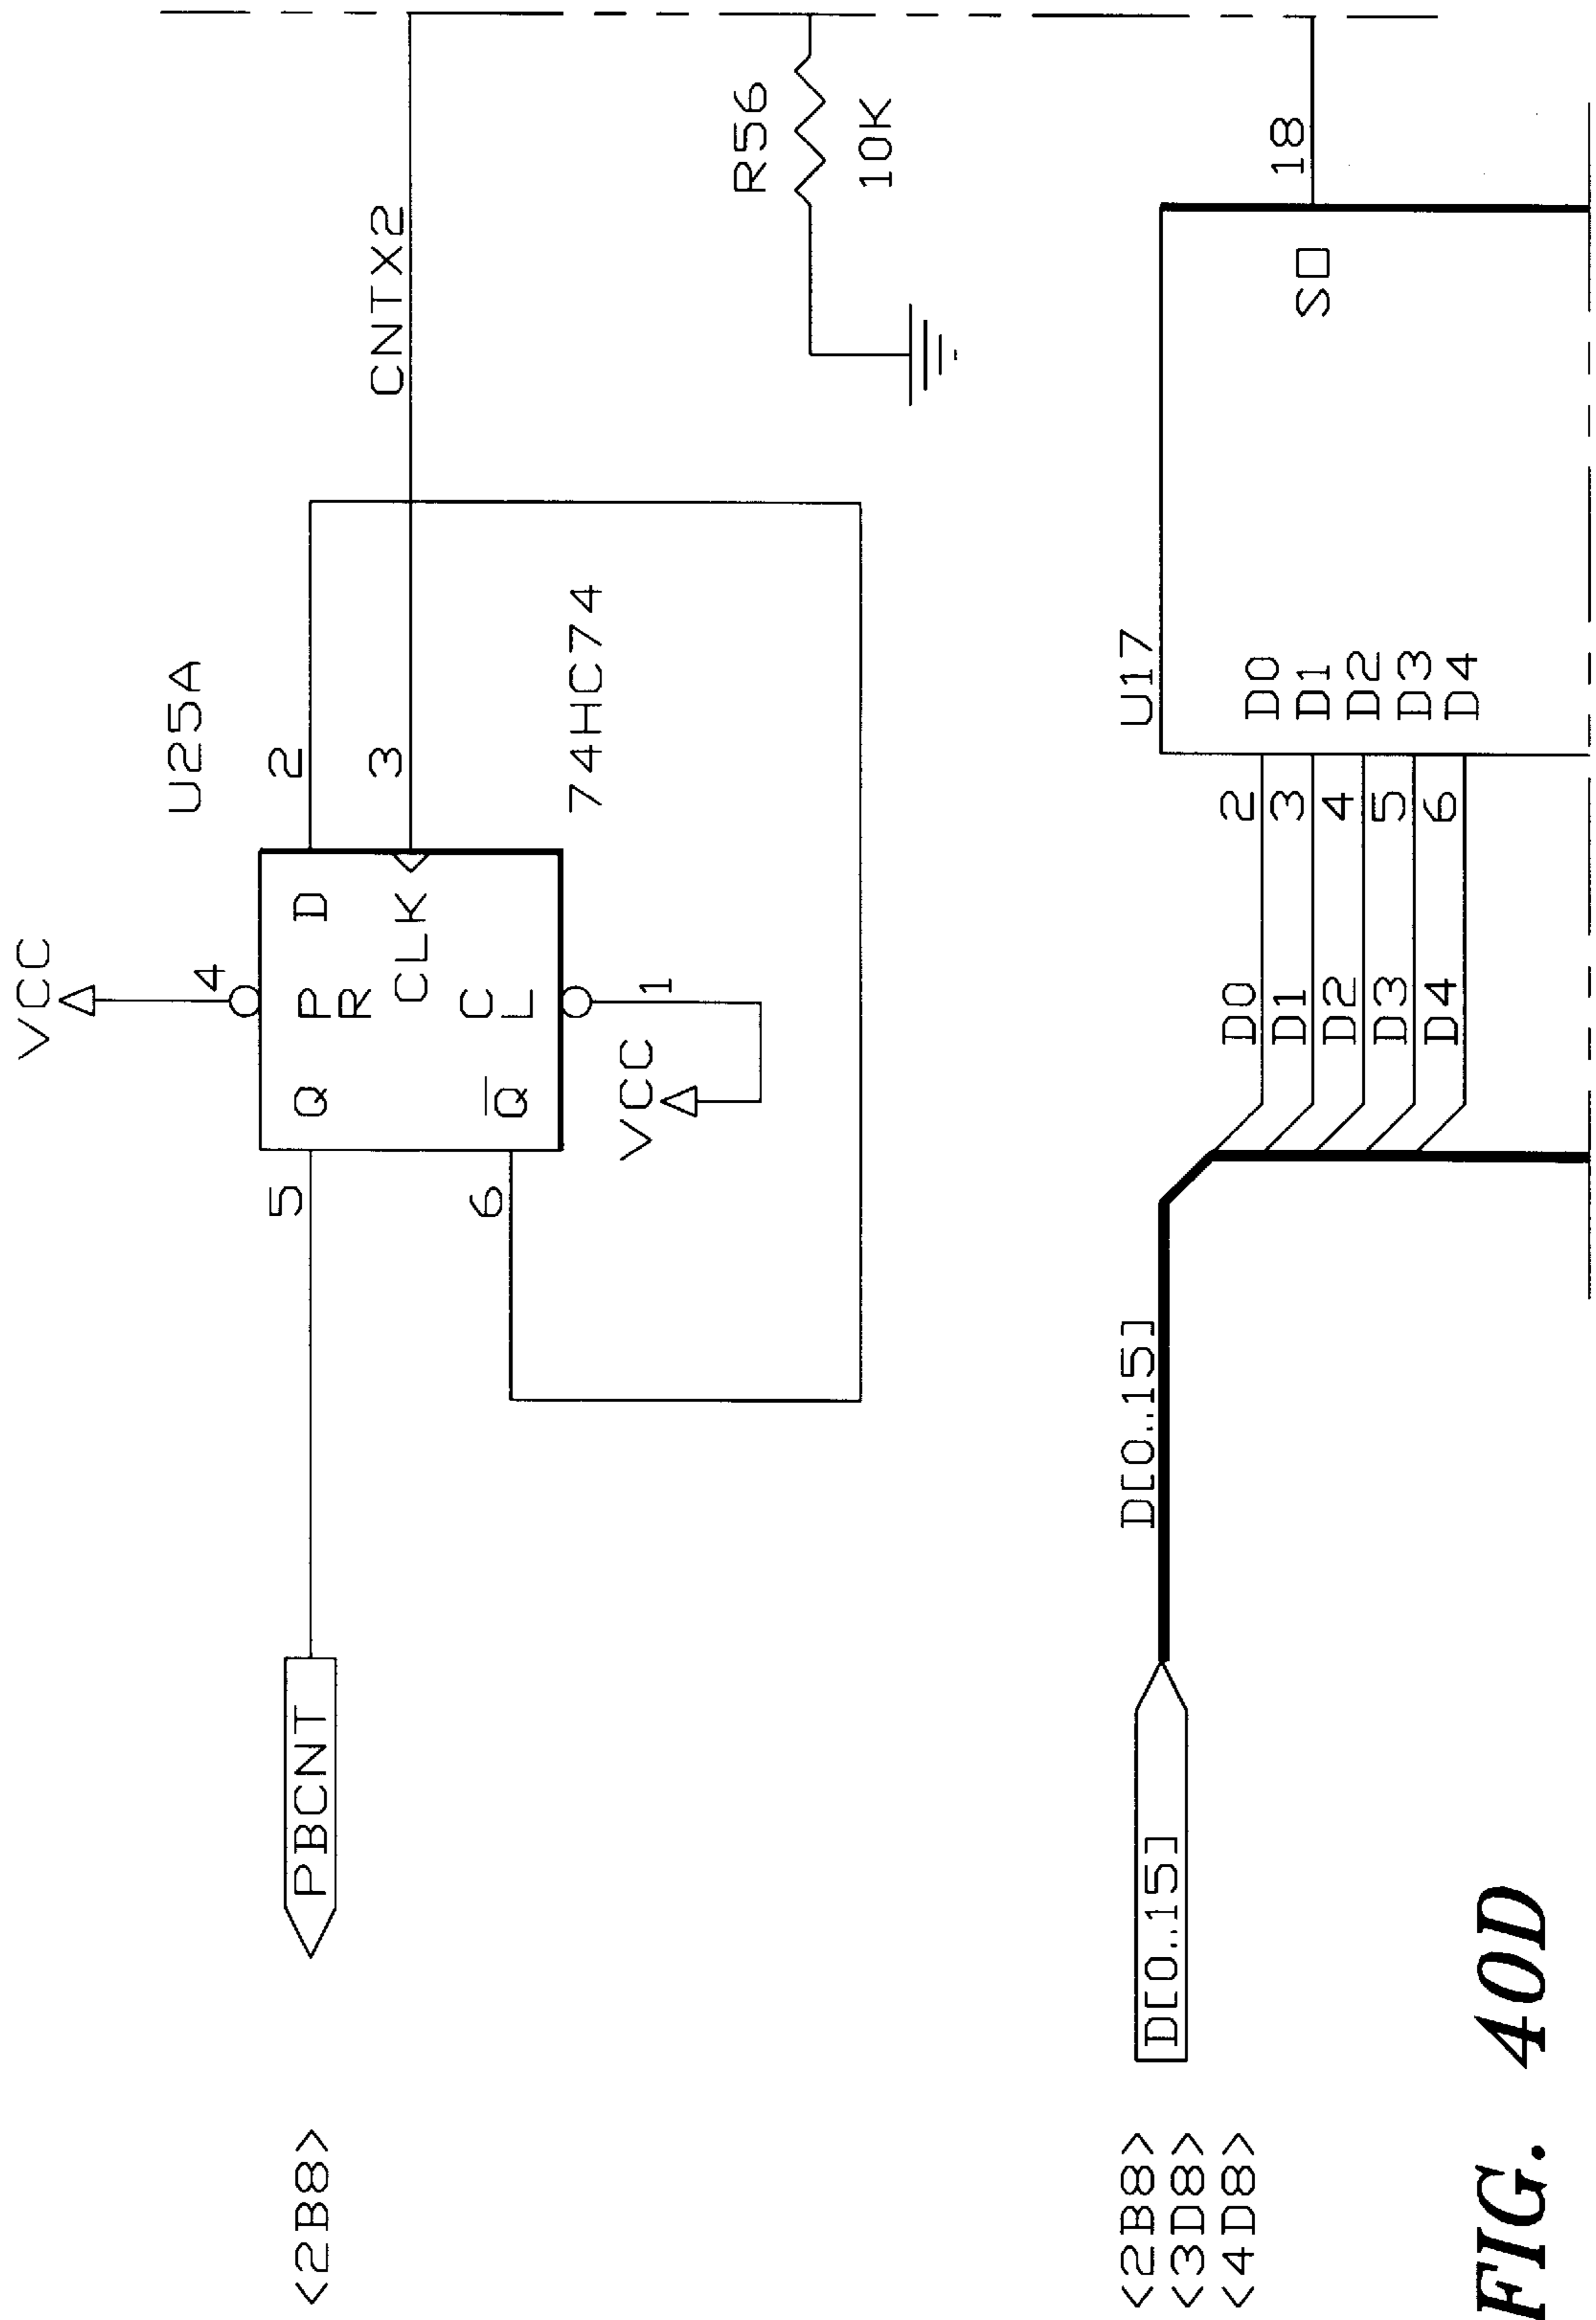 VCC
U25A
4
5
Q
PR
D
2
CLK
3
CNTX2
<2B8>
PBCNT
6
Q
CL
1
VCC
74HC74
R56
10K
<2B8>
<3D8>
<4D8>
D[0..15]
D[0..15]
U17
D0
2
D0
D1
3
D1
D2
4
D2
D3
5
D3
D4
6
D4
SO
18
FIG. 40D